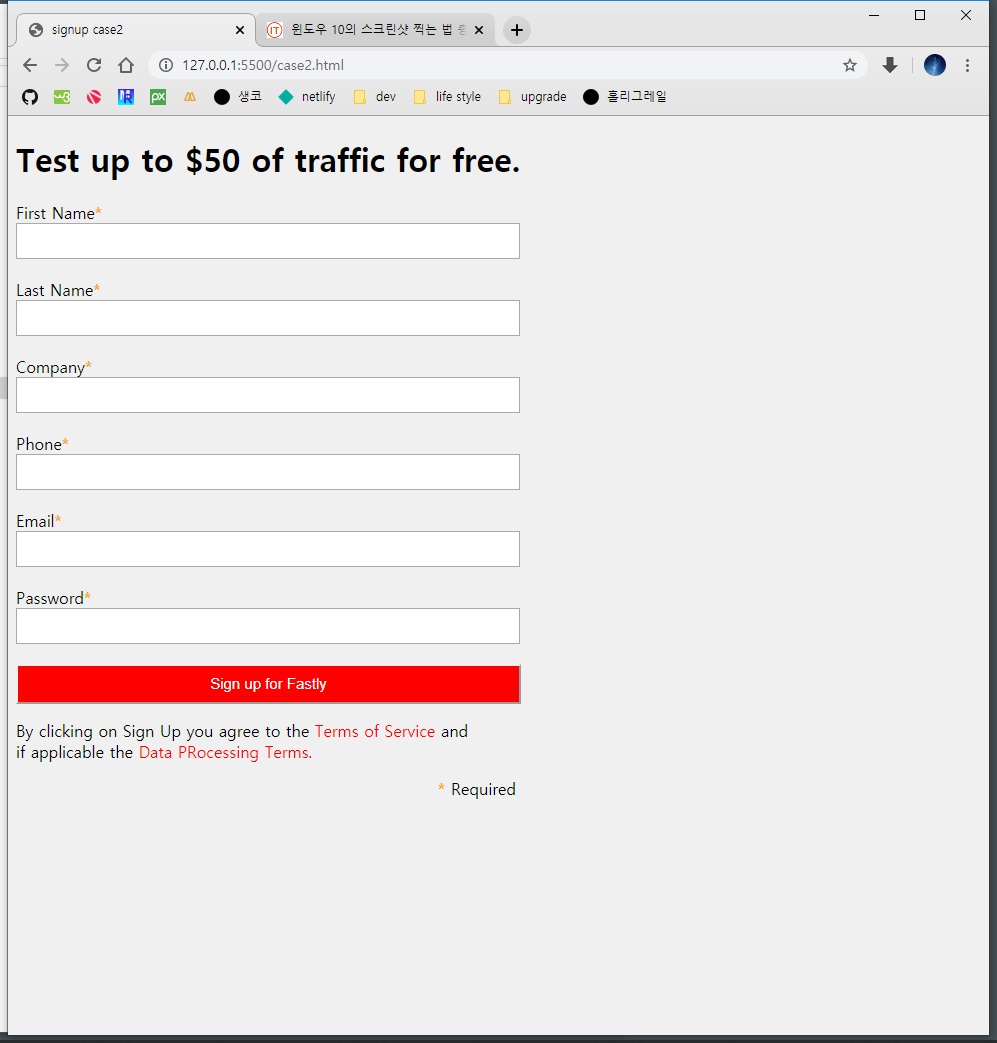 signup case2
윈도우 10의 스크린샷 찍는 법
127.0.0.1:5500/case2.html
생코
netlify
dev
life style
upgrade
홀리그레일
Test up to $50 of traffic for free.
First Name*
Last Name*
Company*
Phone*
Email*
Password*
Sign up for Fastly
By clicking on Sign Up you agree to the Terms of Service and
if applicable the Data PRocessing Terms.
* Required